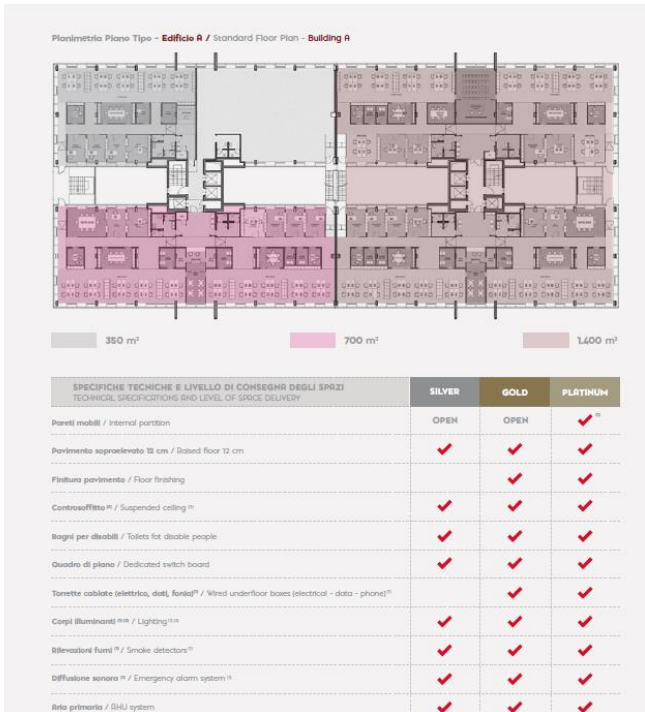 Planimetria Piano Tipo - Edificio A / Standard Floor Plan - Building A
350 m²
700 m²
1.400 m²
SPECIFICHE TECNICHE E LIVELLO DI CONSEGNA DEGLI SPAZI
TECHNICAL SPECIFICATIONS AND LEVEL OF SPACE DELIVERY
SILVER GOLD PLATINUM
Pareti mobili / Internal partition OPEN OPEN
Pavimento sopraelevato 12 cm / Raised floor 12 cm
Finitura pavimento / Floor finishing
Controsoffitto / Suspended ceiling
Bagni per disabili / Toilets fot disable people
Quadro di piano / Dedicated switch board
Torrette cablate (elettrico, dati, fonia) / Wired underfloor boxes (electrical - data - phone)
Corpi illuminanti / Lighting
Rilevazioni fumi / Smoke detectors
Diffusione sonora / Emergency alarm system
Aria primaria / AHU system